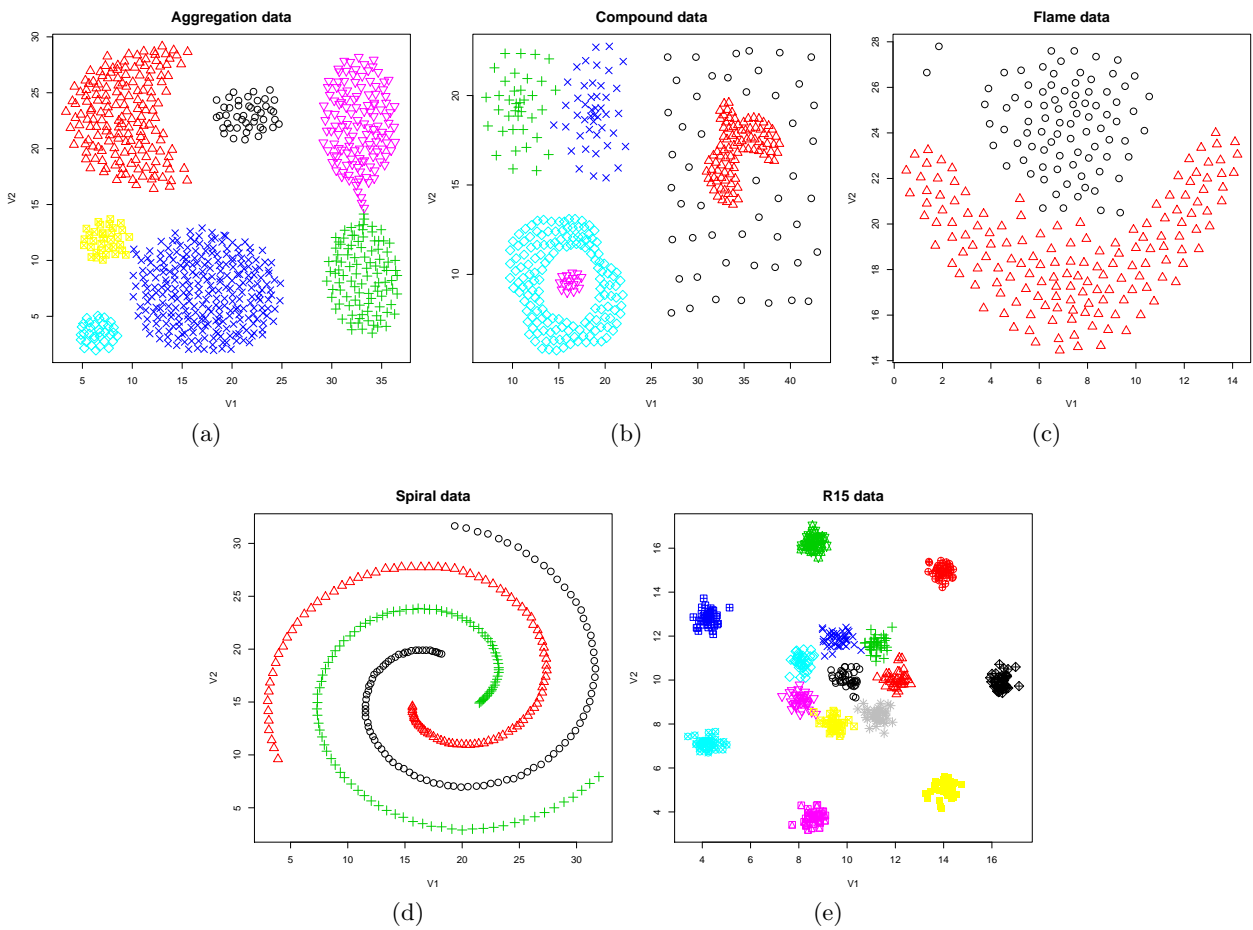 Aggregation data
V2
30
25
20
15
10
5
5 10 15 20 25 30 35
V1
(a)
Compound data
V2
20
15
10
10 15 20 25 30 35 40
V1
(b)
Flame data
V2
28
26
24
22
20
18
16
14
0 2 4 6 8 10 12 14
V1
(c)
Spiral data
V2
30
25
20
15
10
5
5 10 15 20 25 30
V1
(d)
R15 data
V2
16
14
12
10
8
6
4
4 6 8 10 12 14 16
V1
(e)